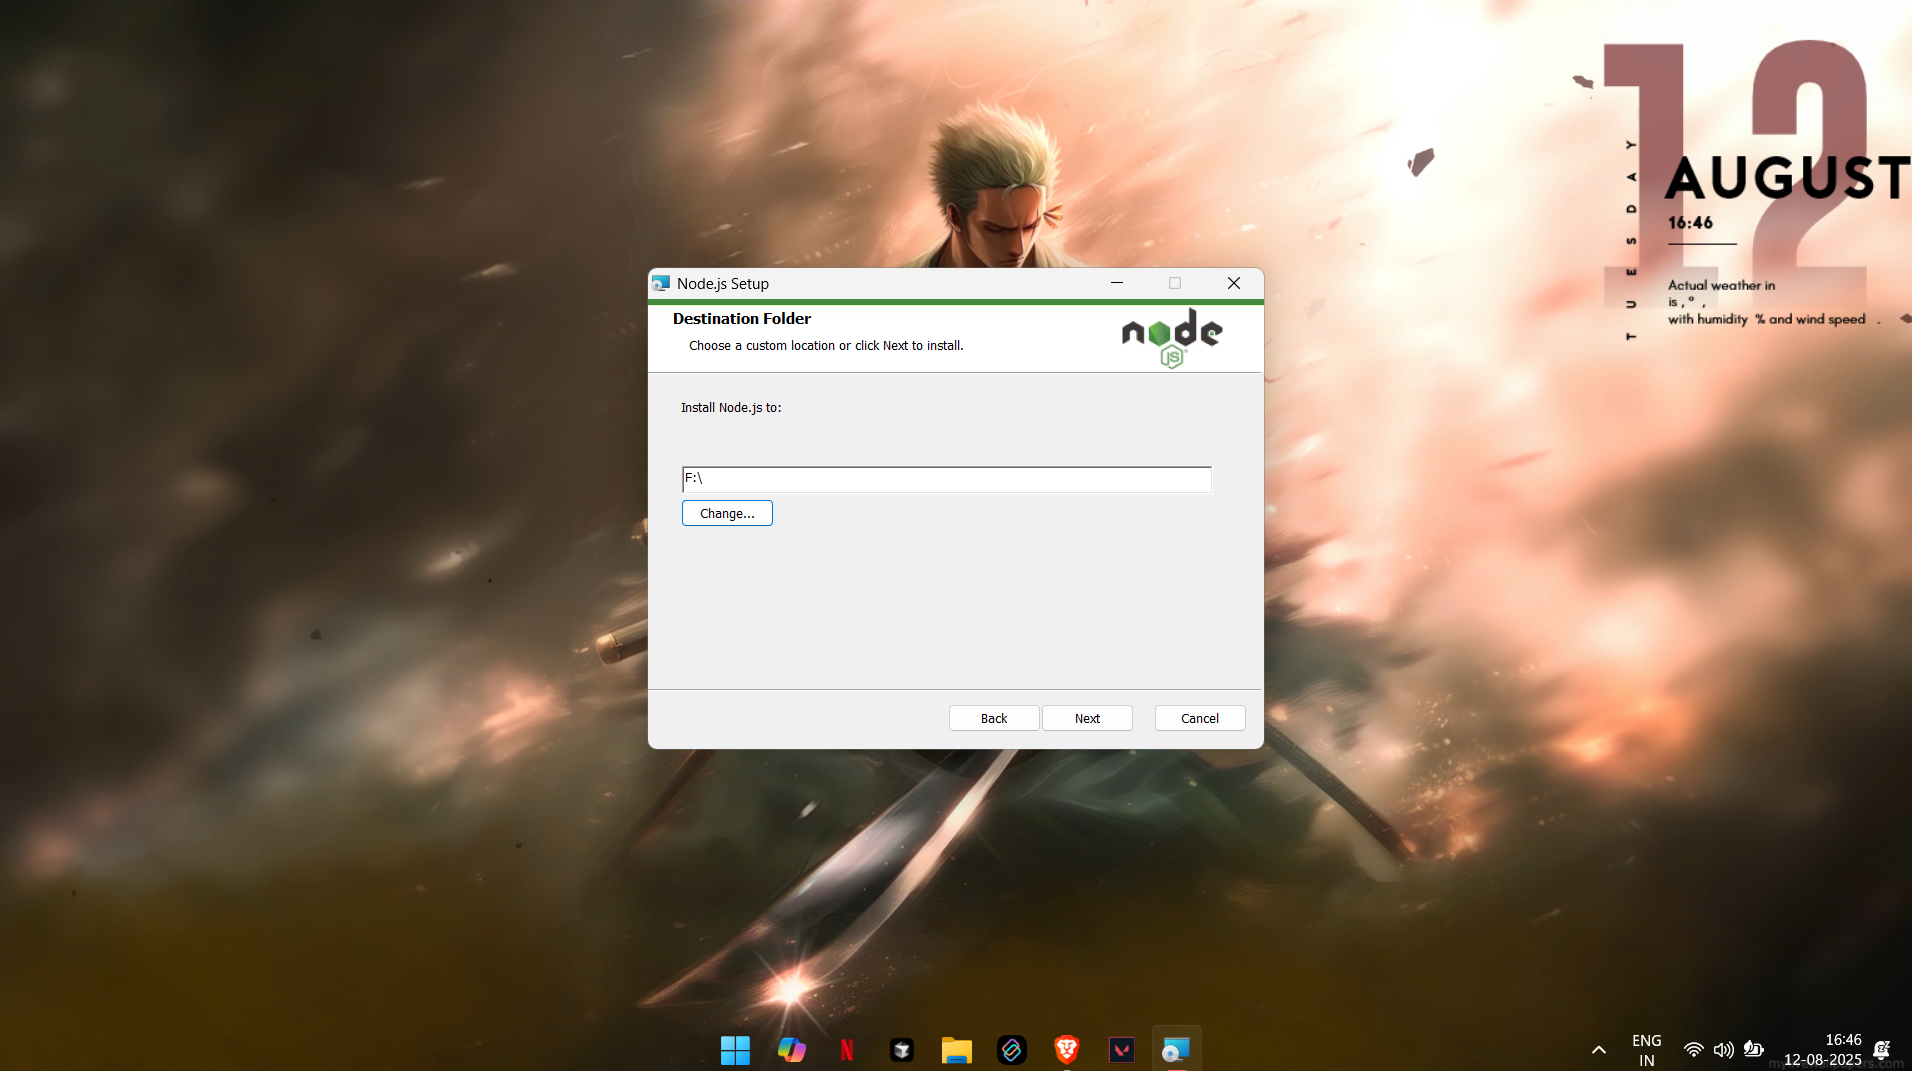 12
TUESDAY
AUGUST
16:46
Actual weather in
is , ° ,
with humidity % and wind speed .
Node.js Setup
Destination Folder
Choose a custom location or click Next to install.
node
JS
Install Node.js to:
F:\
Change...
Back
Next
Cancel
N
ENG
IN
16:46
12-08-2025